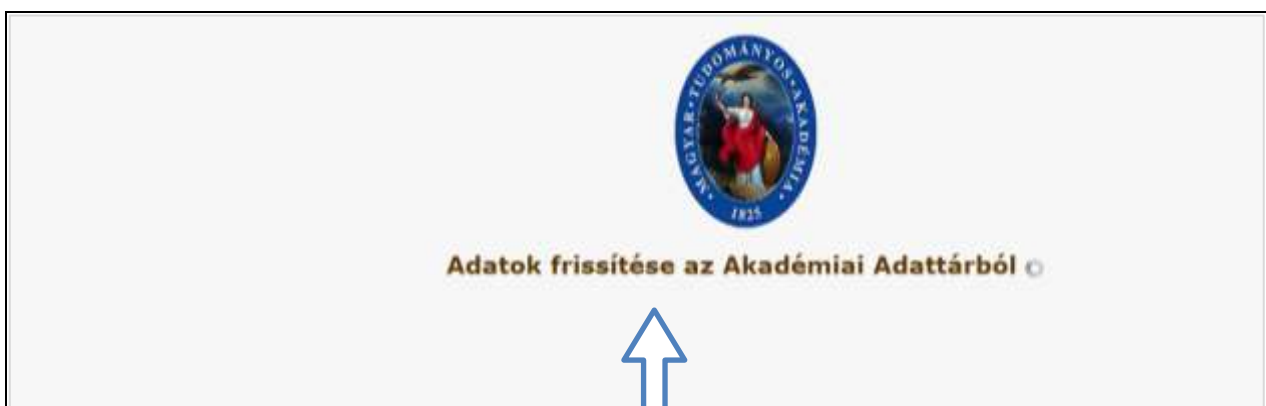 MAGYAR·TUDOMÁNYOS·AKADÉMIA·
1825
Adatok frissítése az Akadémiai Adattárból